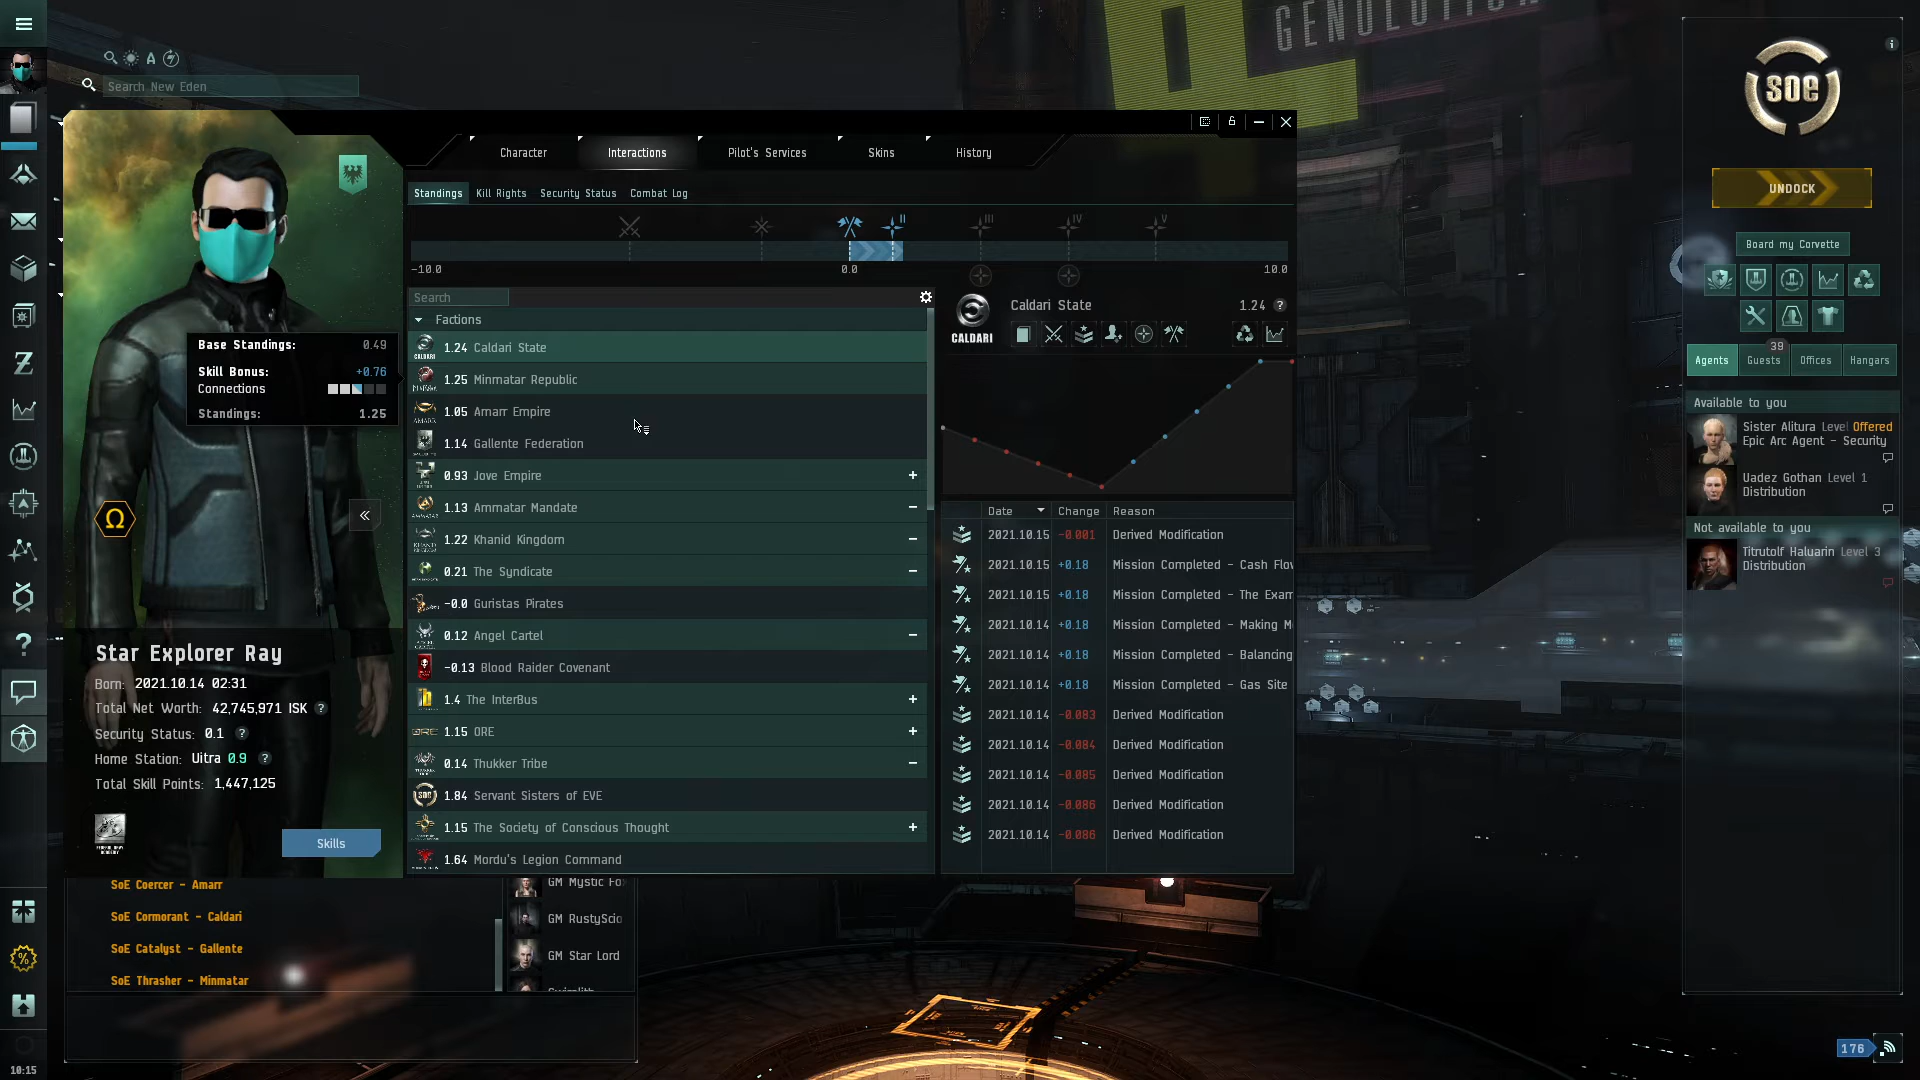 GENOLUTION
Search New Eden
soe
UNDOCK
Board my Corvette
Agents
39
Guests
Offices
Hangars
Available to you
Sister Alitura Level Offered
Epic Arc Agent - Security
Uadez Gothan Level 1
Distribution
Not available to you
Titrutolf Haluarin Level 3
Distribution
Character
Interactions
Pilot's Services
Skins
History
Standings
Kill Rights
Security Status
Combat Log
II
III
IV
V
-10.0
0.0
10.0
Search
Factions
1.24 Caldari State
1.25 Minmatar Republic
1.05 Amarr Empire
1.14 Gallente Federation
0.93 Jove Empire
1.13 Ammatar Mandate
1.22 Khanid Kingdom
0.21 The Syndicate
-0.0 Guristas Pirates
0.12 Angel Cartel
-0.13 Blood Raider Covenant
1.4 The InterBus
1.15 ORE
0.14 Thukker Tribe
1.84 Servant Sisters of EVE
1.15 The Society of Conscious Thought
1.64 Mordu's Legion Command
Base Standings: 0.49
Skill Bonus: +0.76
Connections
Standings: 1.25
Caldari State 1.24 ?
CALDARI
Date Change Reason
2021.10.15 -0.001 Derived Modification
2021.10.15 +0.18 Mission Completed - Cash Flo
2021.10.15 +0.18 Mission Completed - The Exam
2021.10.14 +0.18 Mission Completed - Making M
2021.10.14 +0.18 Mission Completed - Balancing
2021.10.14 +0.18 Mission Completed - Gas Site
2021.10.14 -0.083 Derived Modification
2021.10.14 -0.084 Derived Modification
2021.10.14 -0.085 Derived Modification
2021.10.14 -0.086 Derived Modification
2021.10.14 -0.086 Derived Modification
Ω
Star Explorer Ray
Born: 2021.10.14 02:31
Total Net Worth: 42,745,971 ISK ?
Security Status: 0.1 ?
Home Station: Uitra 0.9 ?
Total Skill Points: 1,447,125
Skills
SoE Coercer - Amarr
SoE Cormorant - Caldari
SoE Catalyst - Gallente
SoE Thrasher - Minmatar
GM Mystic Fo
GM RustyScio
GM Star Lord
176
10:15